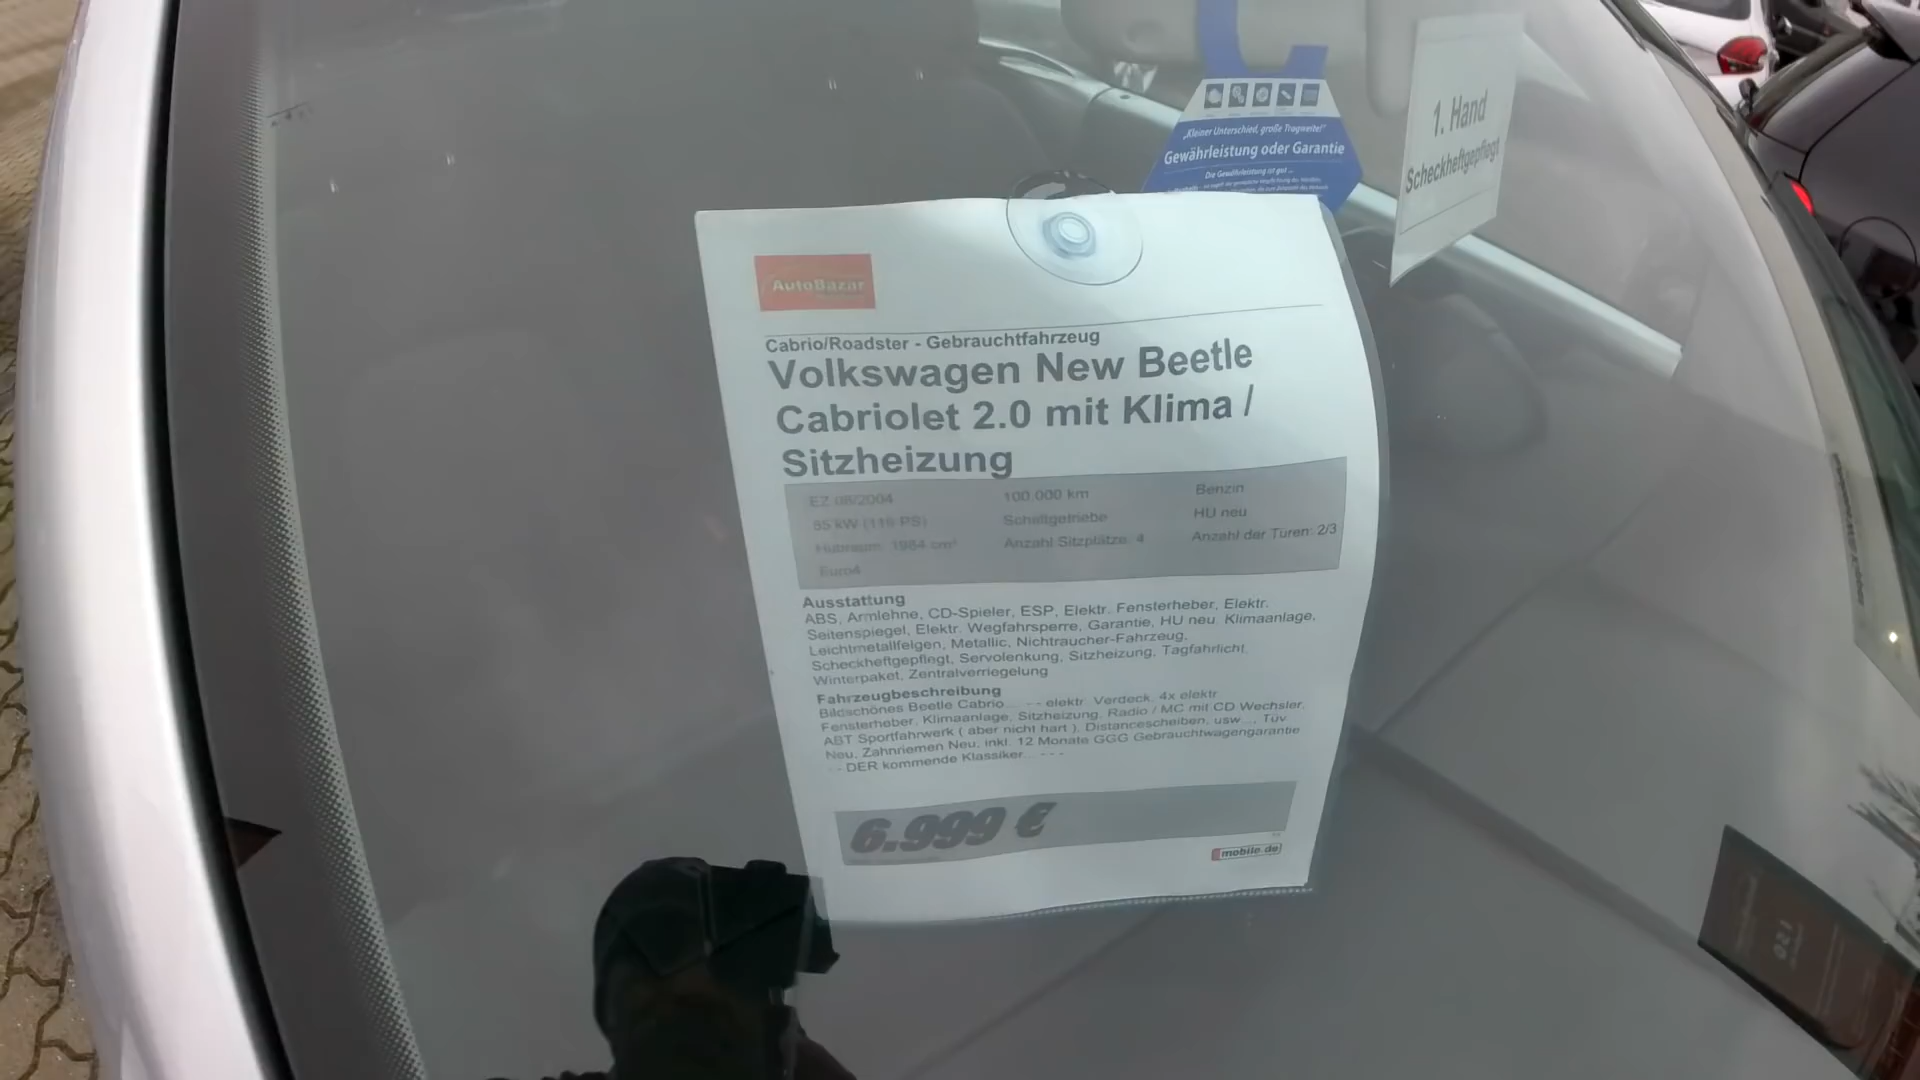 „Kleiner Unterschied, große Tragweite!"
Gewährleistung oder Garantie
Die Gewährleistung ist gut ...
1. Hand
Scheckheftgepflegt
AutoBazar
Cabrio/Roadster - Gebrauchtfahrzeug
Volkswagen New Beetle
Cabriolet 2.0 mit Klima /
Sitzheizung
EZ 08/2004 100.000 km Benzin
85 kW (116 PS) Schaltgetriebe HU neu
Hubraum: 1984 cm³ Anzahl Sitzplätze: 4 Anzahl der Türen: 2/3
Euro4
Ausstattung
ABS, Armlehne, CD-Spieler, ESP, Elektr. Fensterheber, Elektr.
Seitenspiegel, Elektr. Wegfahrsperre, Garantie, HU neu, Klimaanlage,
Leichtmetallfelgen, Metallic, Nichtraucher-Fahrzeug,
Scheckheftgepflegt, Servolenkung, Sitzheizung, Tagfahrlicht,
Winterpaket, Zentralverriegelung
Fahrzeugbeschreibung
Bildschönes Beetle Cabrio... - - elektr. Verdeck, 4x elektr.
Fensterheber, Klimaanlage, Sitzheizung, Radio / MC mit CD Wechsler,
ABT Sportfahrwerk ( aber nicht hart ), Distancescheiben, usw..., Tüv
Neu, Zahnriemen Neu, inkl. 12 Monate GGG Gebrauchtwagengarantie
- - DER kommende Klassiker... - - -
6.999 €
mobile.de